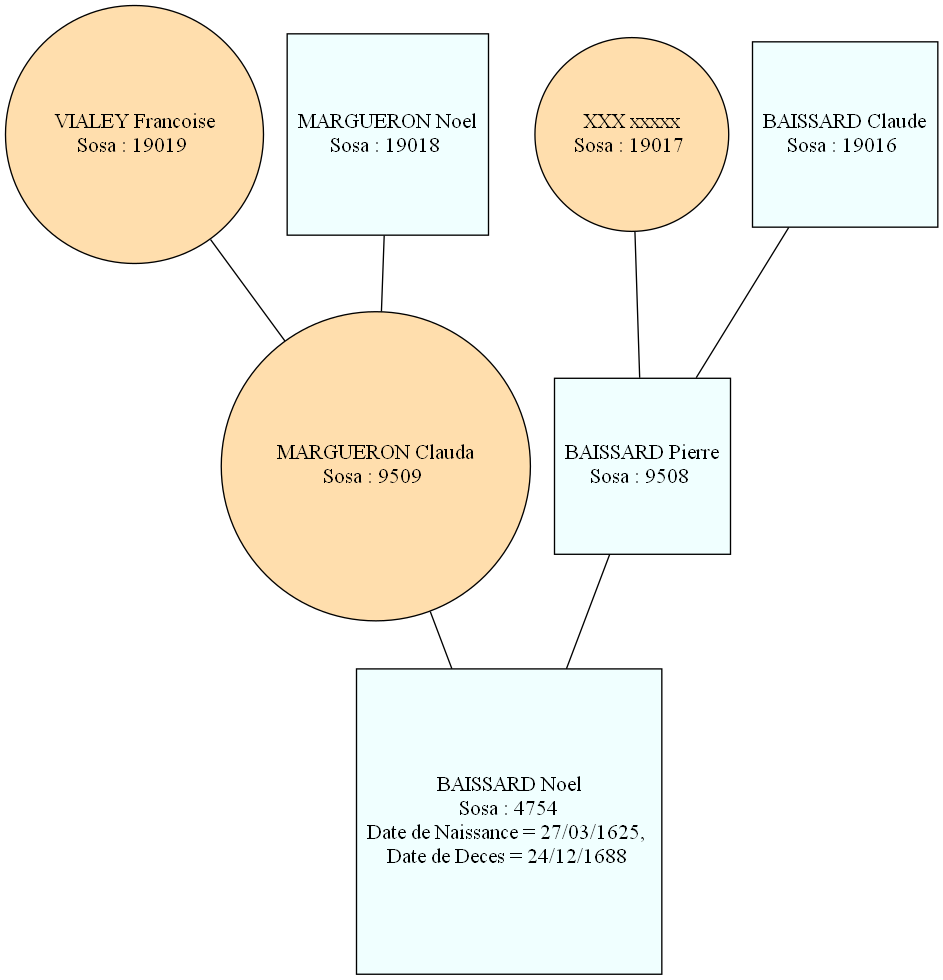 VIALEY Francoise
Sosa : 19019
MARGUERON Noel
Sosa : 19018
XXX xxxxx
Sosa : 19017
BAISSARD Claude
Sosa : 19016
MARGUERON Clauda
Sosa : 9509
BAISSARD Pierre
Sosa : 9508
BAISSARD Noel
Sosa : 4754
Date de Naissance = 27/03/1625,
Date de Deces = 24/12/1688